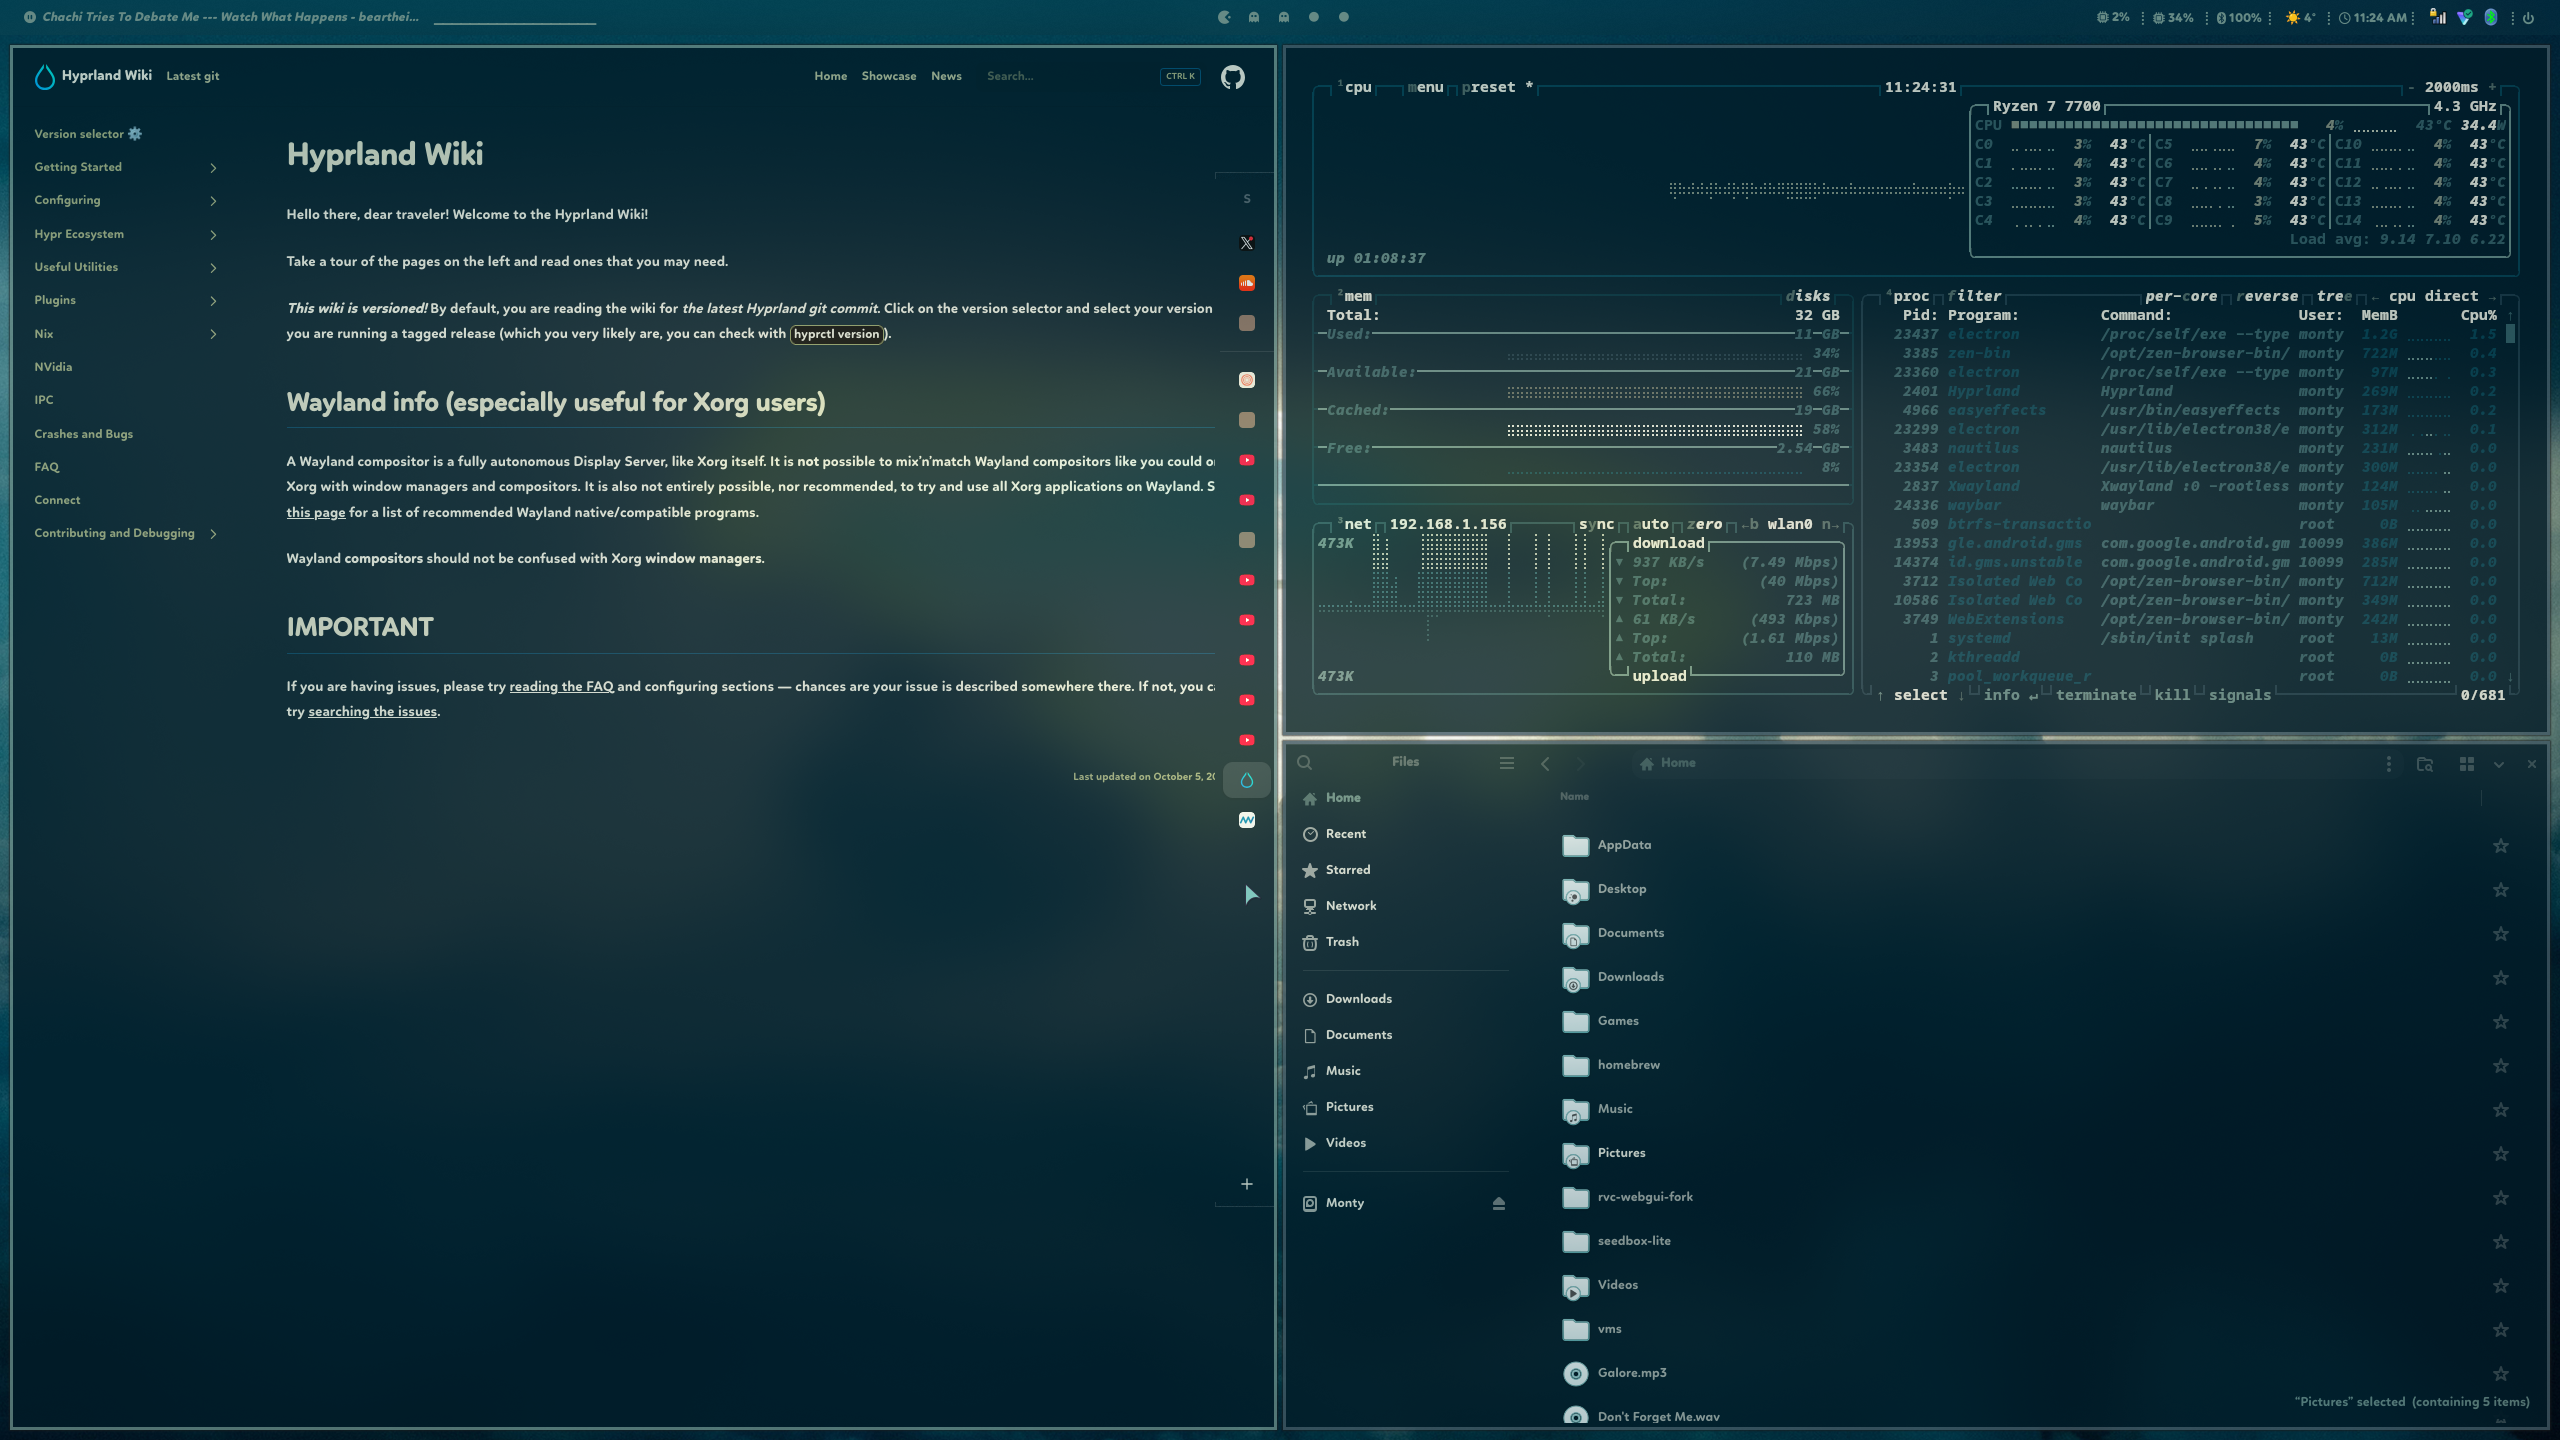 Chachi Tries To Debate Me --- Watch What Happens - bearthei...
2% 34% 100% 4° 11:24 AM
Hyprland Wiki Latest git Home Showcase News Search... CTRL K
Version selector
Getting Started
Configuring
Hypr Ecosystem
Useful Utilities
Plugins
Nix
NVidia
IPC
Crashes and Bugs
FAQ
Connect
Contributing and Debugging
Hyprland Wiki
Hello there, dear traveler! Welcome to the Hyprland Wiki!
Take a tour of the pages on the left and read ones that you may need.
This wiki is versioned! By default, you are reading the wiki for the latest Hyprland git commit. Click on the version selector and select your version
you are running a tagged release (which you very likely are, you can check with hyprctl version).
Wayland info (especially useful for Xorg users)
A Wayland compositor is a fully autonomous Display Server, like Xorg itself. It is not possible to mix'n'match Wayland compositors like you could o
Xorg with window managers and compositors. It is also not entirely possible, nor recommended, to try and use all Xorg applications on Wayland. S
this page for a list of recommended Wayland native/compatible programs.
Wayland compositors should not be confused with Xorg window managers.
IMPORTANT
If you are having issues, please try reading the FAQ and configuring sections — chances are your issue is described somewhere there. If not, you c
try searching the issues.
Last updated on October 5, 20
S
1cpu menu preset * 11:24:31 - 2000ms +
Ryzen 7 7700 4.3 GHz
CPU 4% 43°C 34.4W
C0 3% 43°C C5 7% 43°C C10 4% 43°C
C1 4% 43°C C6 4% 43°C C11 4% 43°C
C2 3% 43°C C7 4% 43°C C12 4% 43°C
C3 3% 43°C C8 3% 43°C C13 4% 43°C
C4 4% 43°C C9 5% 43°C C14 4% 43°C
Load avg: 9.14 7.10 6.22
up 01:08:37
2mem disks
Total: 32 GB
Used: 11 GB
34%
Available: 21 GB
66%
Cached: 19 GB
58%
Free: 2.54 GB
8%
3net 192.168.1.156 sync auto zero ←b wlan0 n→
473K
download
▼ 937 KB/s (7.49 Mbps)
▼ Top: (40 Mbps)
▼ Total: 723 MB
▲ 61 KB/s (493 Kbps)
▲ Top: (1.61 Mbps)
▲ Total: 110 MB
473K upload
4proc filter per-core reverse tree ← cpu direct →
Pid: Program: Command: User: MemB Cpu% ↑
23437 electron /proc/self/exe --type monty 1.2G 1.5
3385 zen-bin /opt/zen-browser-bin/ monty 722M 0.4
23360 electron /proc/self/exe --type monty 97M 0.3
2401 Hyprland Hyprland monty 269M 0.2
4966 easyeffects /usr/bin/easyeffects monty 173M 0.2
23299 electron /usr/lib/electron38/e monty 312M 0.1
3483 nautilus nautilus monty 231M 0.0
23354 electron /usr/lib/electron38/e monty 300M 0.0
2837 Xwayland Xwayland :0 -rootless monty 124M 0.0
24336 waybar waybar monty 105M 0.0
509 btrfs-transactio root 0B 0.0
13953 gle.android.gms com.google.android.gm 10099 386M 0.0
14374 id.gms.unstable com.google.android.gm 10099 285M 0.0
3712 Isolated Web Co /opt/zen-browser-bin/ monty 712M 0.0
10586 Isolated Web Co /opt/zen-browser-bin/ monty 349M 0.0
3749 WebExtensions /opt/zen-browser-bin/ monty 242M 0.0
1 systemd /sbin/init splash root 13M 0.0
2 kthreadd root 0B 0.0
3 pool_workqueue_r root 0B 0.0 ↓
↑ select ↓ info ↵ terminate kill signals 0/681
Files Home
Home
Recent
Starred
Network
Trash
Downloads
Documents
Music
Pictures
Videos
Monty
Name
AppData
Desktop
Documents
Downloads
Games
homebrew
Music
Pictures
rvc-webgui-fork
seedbox-lite
Videos
vms
Galore.mp3
Don't Forget Me.wav
"Pictures" selected (containing 5 items)